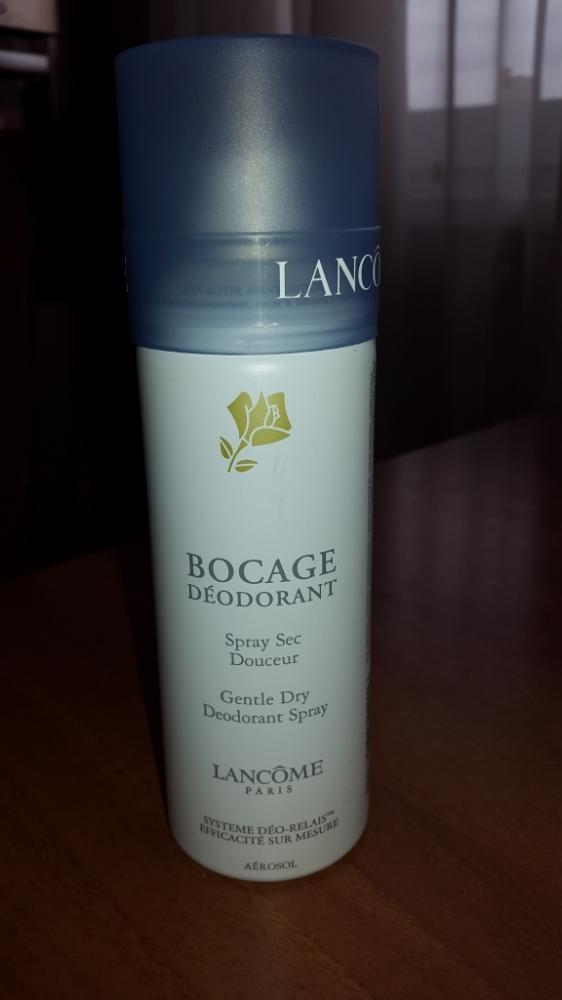 LANCÔ
BOCAGE
DÉODORANT
Spray Sec
Douceur
Gentle Dry
Deodorant Spray
LANCÔME
PARIS
SYSTEME DÉO-RELAIS™
EFFICACITÉ SUR MESURE
AÉROSOL